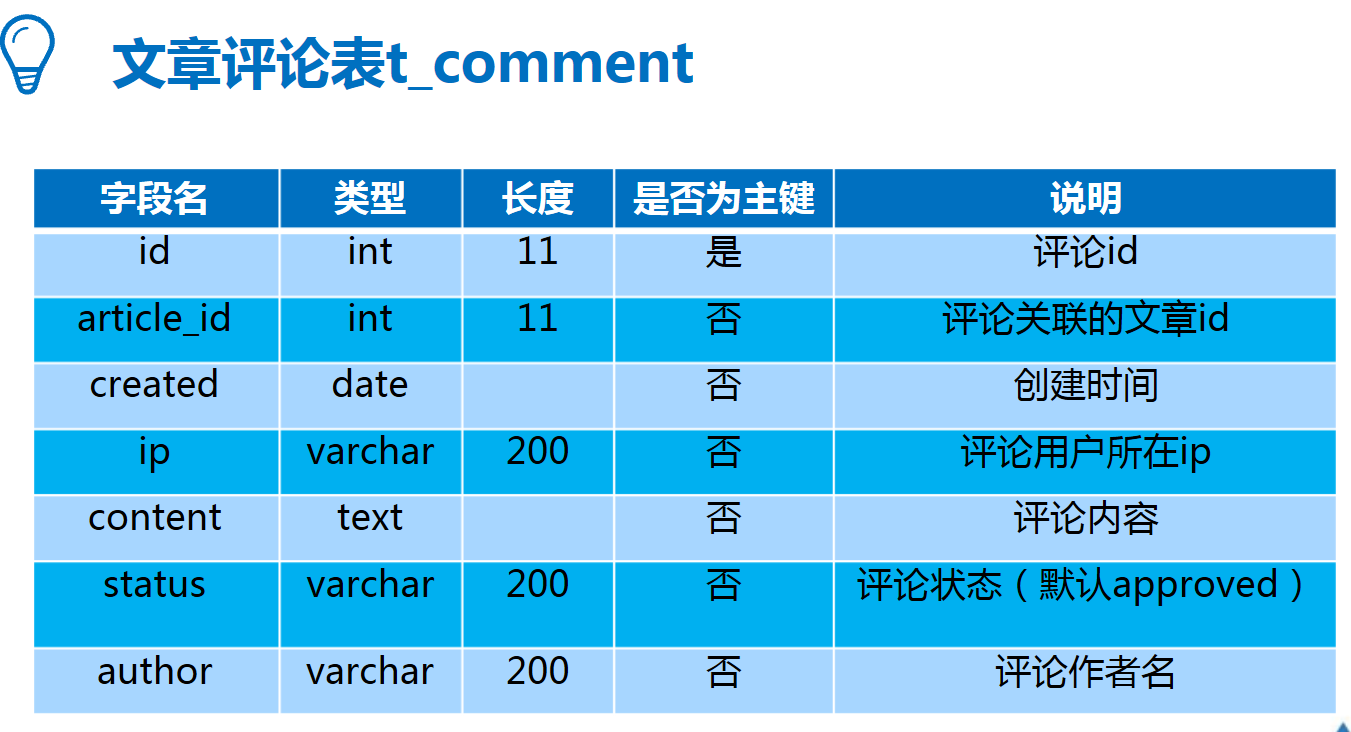 文章评论表t_comment
字段名 类型 长度 是否为主键 说明
id int 11 是 评论id
article_id int 11 否 评论关联的文章id
created date 否 创建时间
ip varchar 200 否 评论用户所在ip
content text 否 评论内容
status varchar 200 否 评论状态（默认approved）
author varchar 200 否 评论作者名